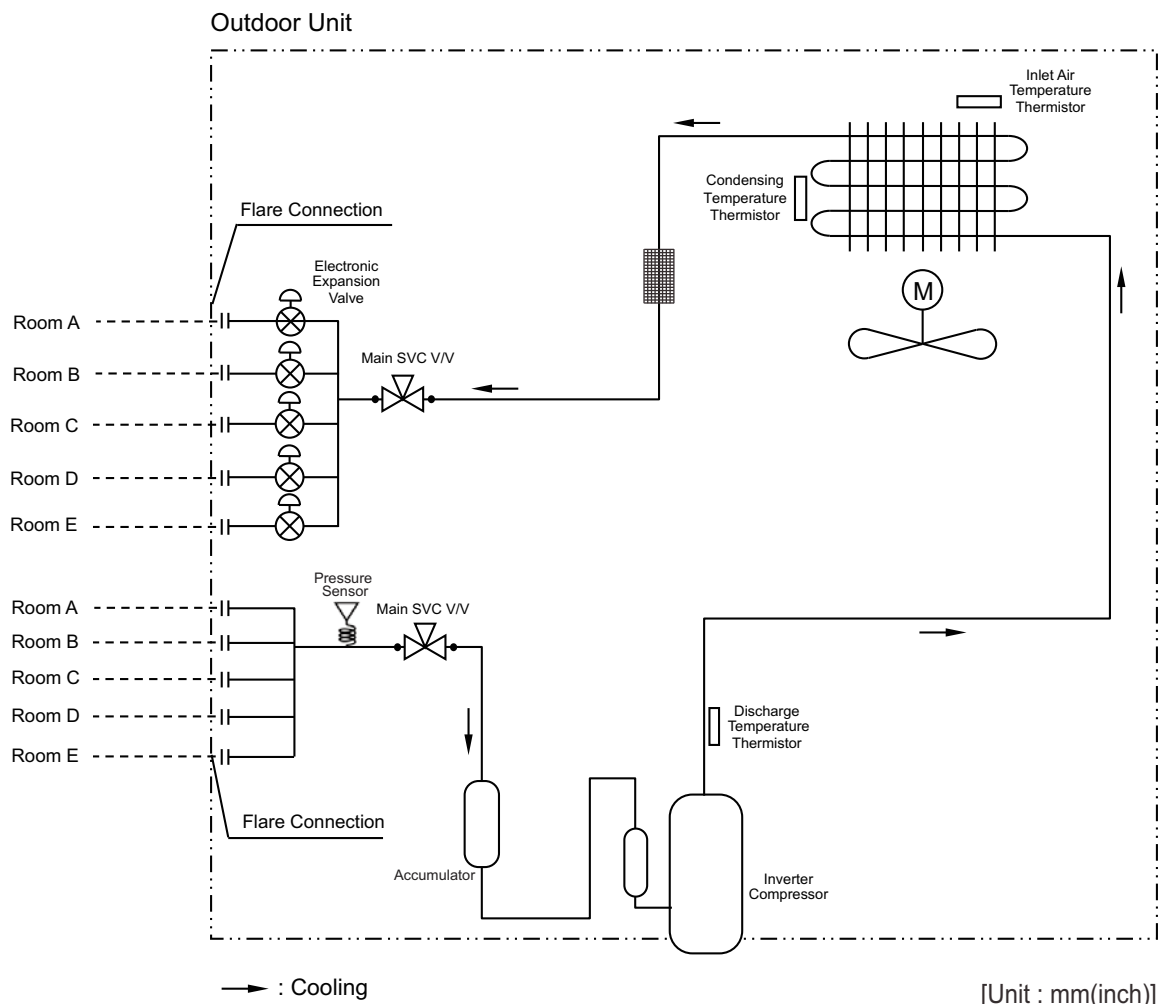 Outdoor Unit
Inlet Air
Temperature
Thermistor
Condensing
Temperature
Thermistor
Flare Connection
Electronic
Expansion
Valve
M
Room A
Room B
Main SVC V/V
Room C
Room D
Room E
Pressure
Sensor
Main SVC V/V
Room A
Room B
Room C
Room D
Room E
Discharge
Temperature
Thermistor
Flare Connection
Accumulator
Inverter
Compressor
: Cooling
[Unit : mm(inch)]